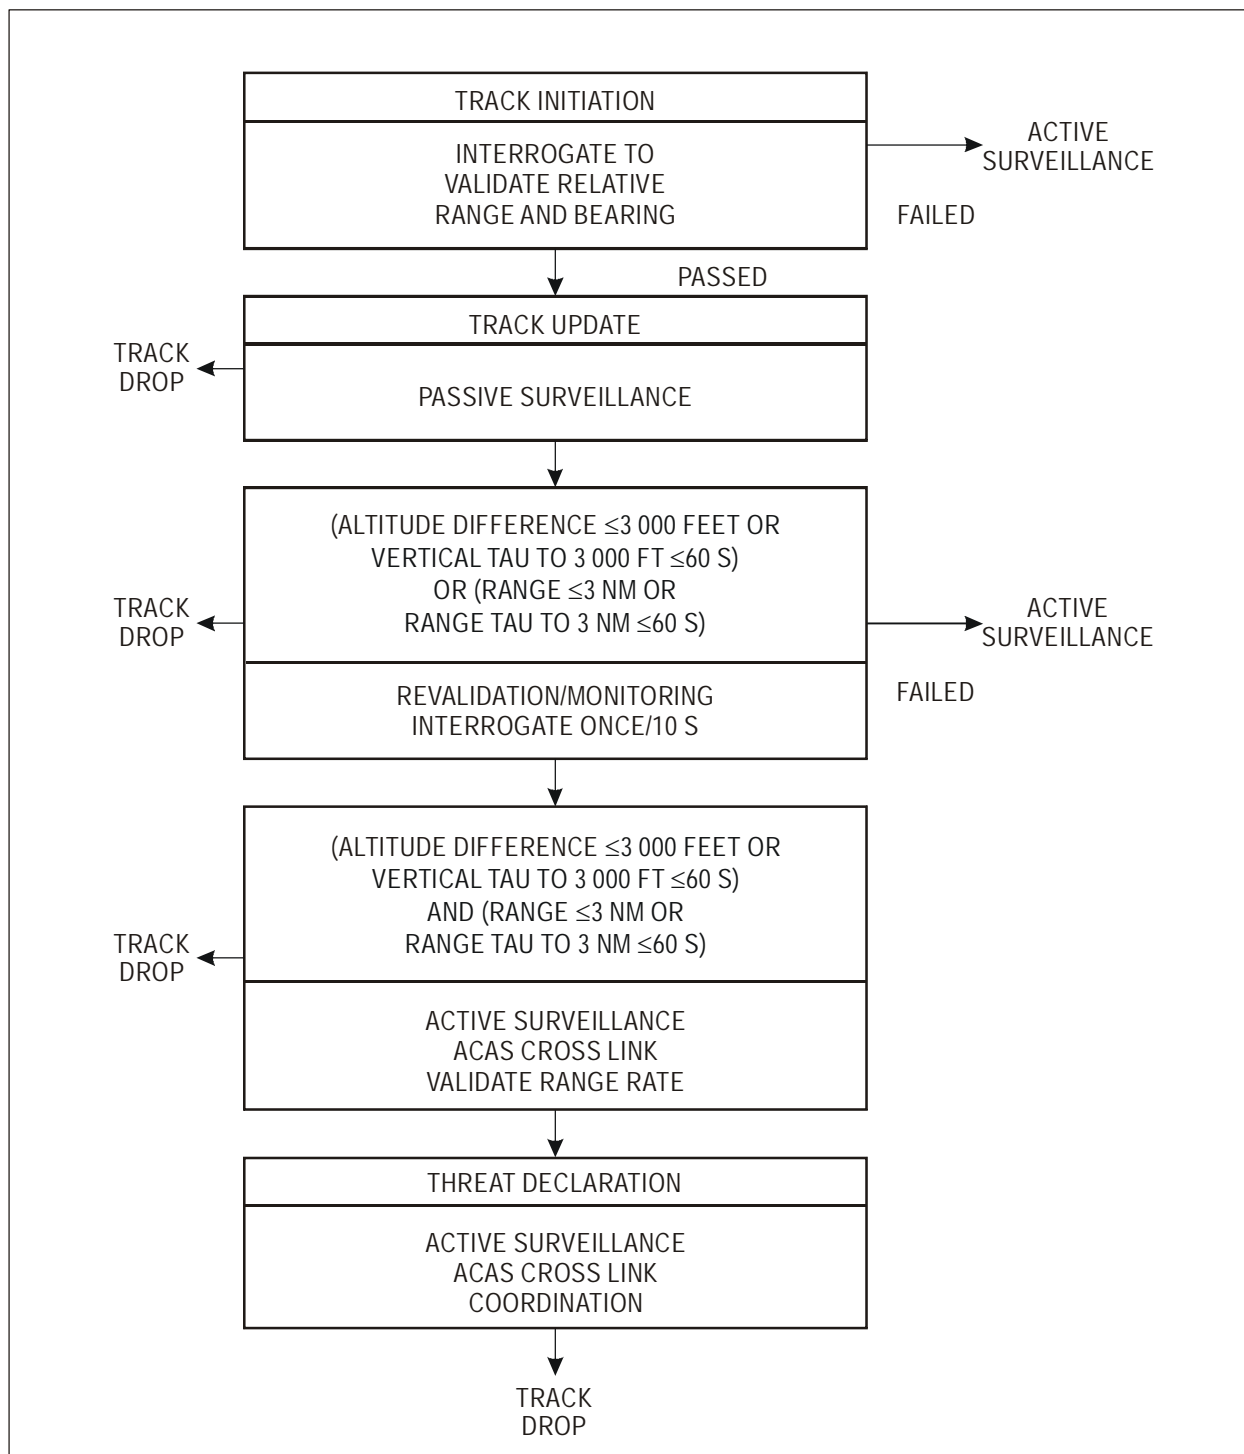 TRACK INITIATION
INTERROGATE TO
VALIDATE RELATIVE
RANGE AND BEARING
ACTIVE
SURVEILLANCE
FAILED
PASSED
TRACK UPDATE
PASSIVE SURVEILLANCE
TRACK
DROP
(ALTITUDE DIFFERENCE ≤3 000 FEET OR
VERTICAL TAU TO 3 000 FT ≤60 S)
OR (RANGE ≤3 NM OR
RANGE TAU TO 3 NM ≤60 S)
REVALIDATION/MONITORING
INTERROGATE ONCE/10 S
TRACK
DROP
ACTIVE
SURVEILLANCE
FAILED
(ALTITUDE DIFFERENCE ≤3 000 FEET OR
VERTICAL TAU TO 3 000 FT ≤60 S)
AND (RANGE ≤3 NM OR
RANGE TAU TO 3 NM ≤60 S)
TRACK
DROP
ACTIVE SURVEILLANCE
ACAS CROSS LINK
VALIDATE RANGE RATE
THREAT DECLARATION
ACTIVE SURVEILLANCE
ACAS CROSS LINK
COORDINATION
TRACK
DROP